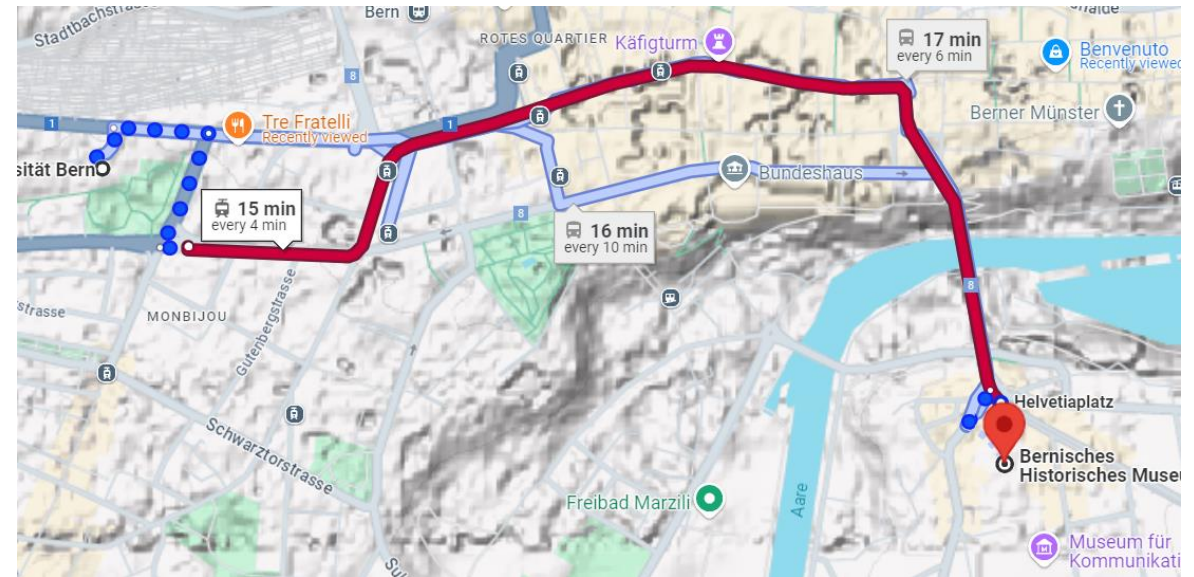 Stadtbachstrasse
Bern
ROTES QUARTIER
Käfigturm
17 min
every 6 min
Benvenuto
Recently viewed
8
1
Tre Fratelli
Recently viewed
1
Berner Münster
sität Bern
Bundeshaus
15 min
every 4 min
8
16 min
every 10 min
8
strasse
MONBIJOU
Gutenbergstrasse
Helvetiaplatz
Schwarztorstrasse
Bernisches
Historisches Muse
Freibad Marzili
Aare
Museum für
Kommunikati